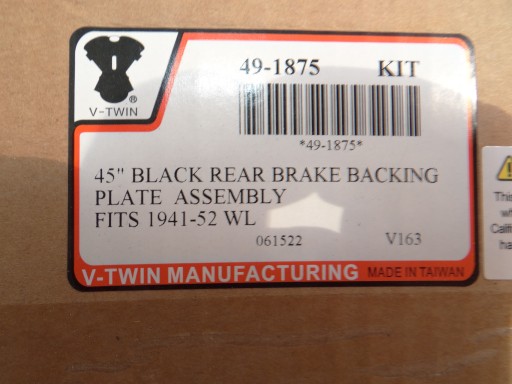 49-1875 KIT
V-TWIN ®
*49-1875*
45" BLACK REAR BRAKE BACKING
PLATE ASSEMBLY
FITS 1941-52 WL
061522 V163
V-TWIN MANUFACTURING MADE IN TAIWAN